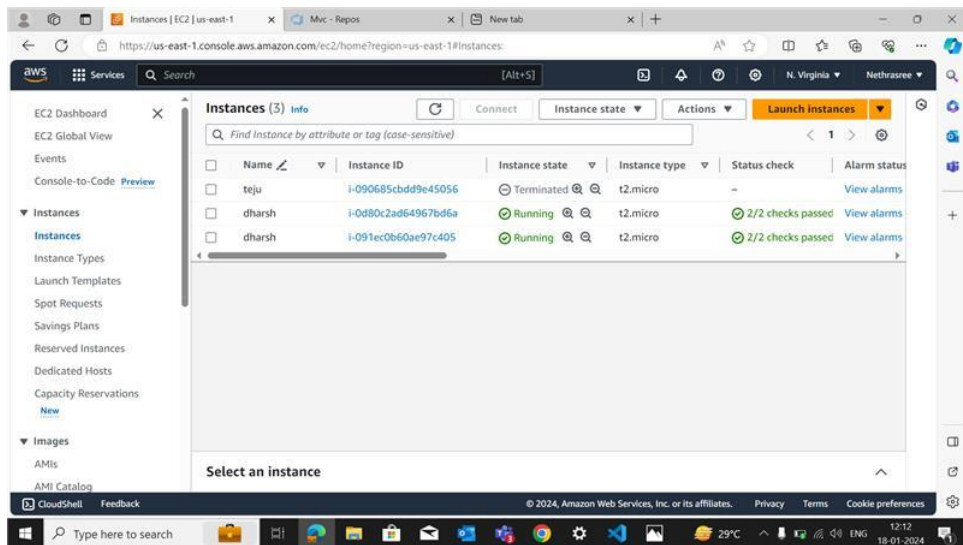 Instances | EC2 | us-east-1
Mvc - Repos
New tab
https://us-east-1.console.aws.amazon.com/ec2/home?region=us-east-1#Instances:
aws
Services
Search
[Alt+S]
N. Virginia
Nethrasree
EC2 Dashboard
EC2 Global View
Events
Console-to-Code Preview
Instances
Instances
Instance Types
Launch Templates
Spot Requests
Savings Plans
Reserved Instances
Dedicated Hosts
Capacity Reservations
New
Images
AMIs
AMI Catalog
Instances (3) Info
Connect
Instance state
Actions
Launch instances
Find Instance by attribute or tag (case-sensitive)
1
Name Instance ID Instance state Instance type Status check Alarm status
teju i-090685cbdd9e45056 Terminated t2.micro – View alarms
dharsh i-0d80c2ad64967bd6a Running t2.micro 2/2 checks passed View alarms
dharsh i-091ec0b60ae97c405 Running t2.micro 2/2 checks passed View alarms
Select an instance
CloudShell Feedback © 2024, Amazon Web Services, Inc. or its affiliates. Privacy Terms Cookie preferences
Type here to search
29°C
ENG
12:12
18-01-2024